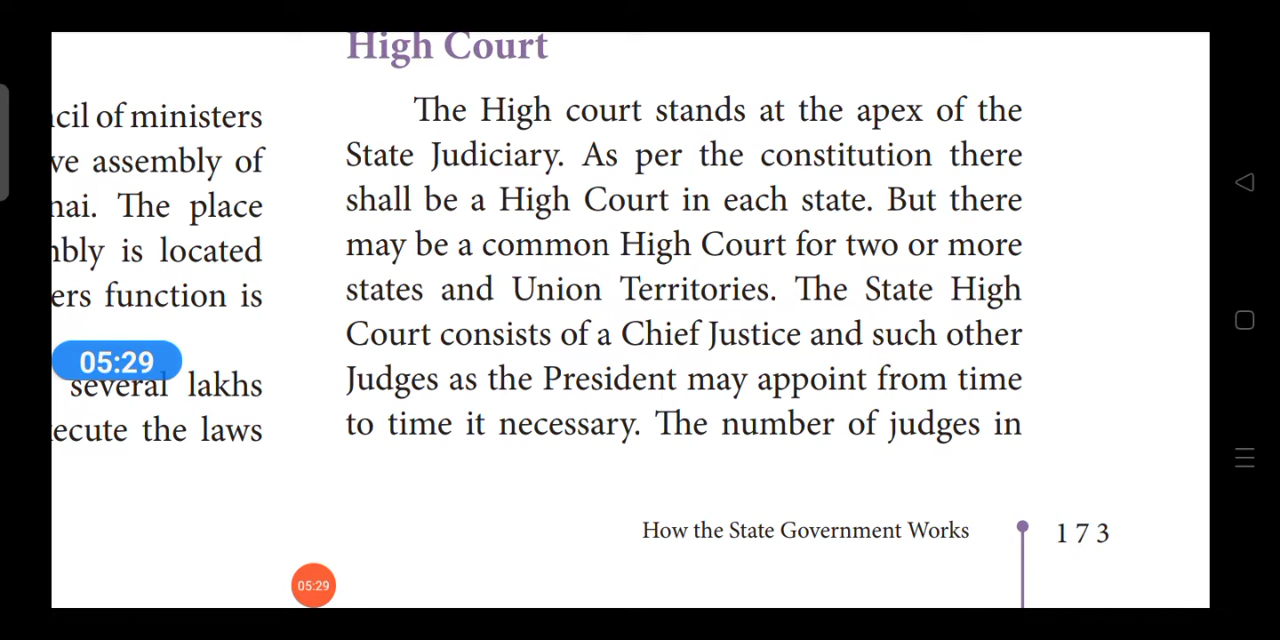 cil of ministers
ve assembly of
nai. The place
mbly is located
ers function is
05:29
several lakhs
ecute the laws
High Court
The High court stands at the apex of the
State Judiciary. As per the constitution there
shall be a High Court in each state. But there
may be a common High Court for two or more
states and Union Territories. The State High
Court consists of a Chief Justice and such other
Judges as the President may appoint from time
to time it necessary. The number of judges in
How the State Government Works
173
05:29